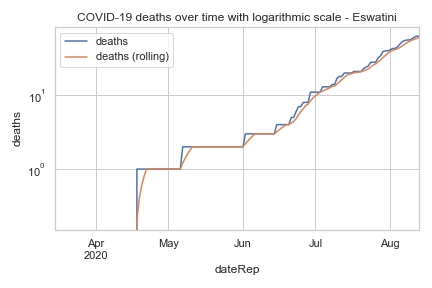 COVID-19 deaths over time with logarithmic scale - Eswatini
deaths
deaths (rolling)
deaths
10¹
10⁰
Apr
2020
May
Jun
Jul
Aug
dateRep